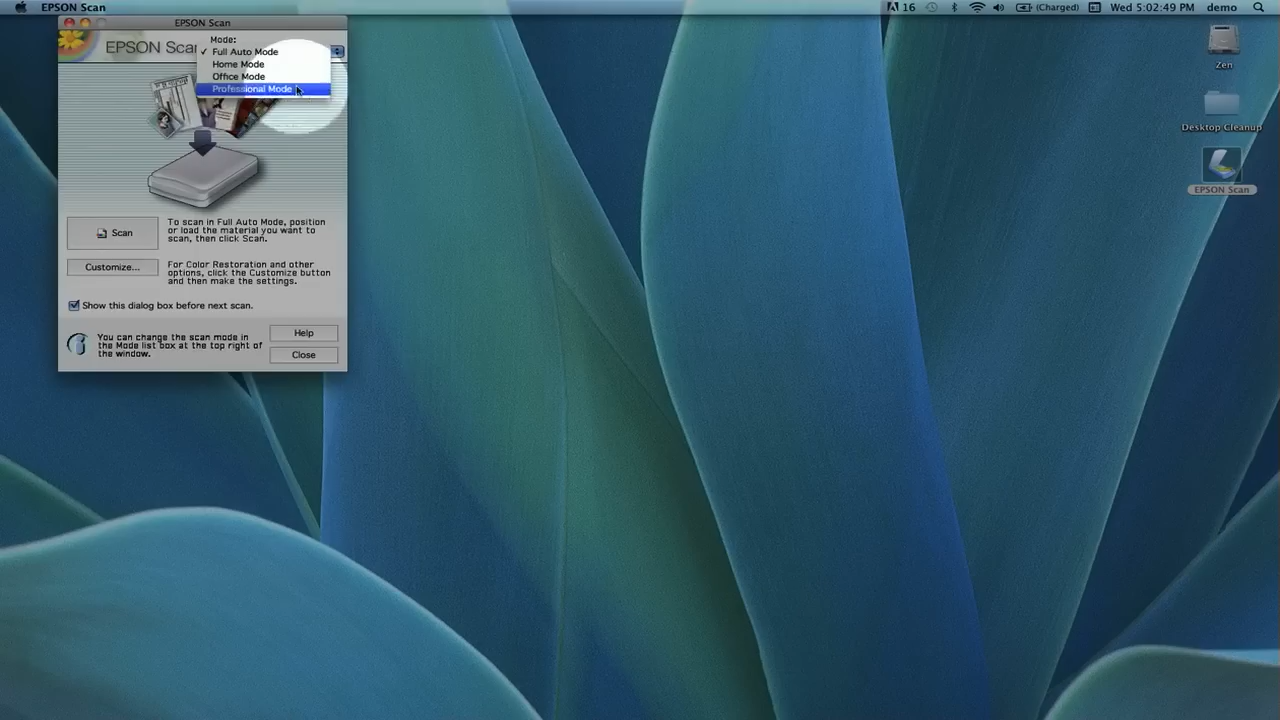 EPSON Scan
16
(Charged)
Wed 5:02:49 PM
demo
EPSON Scan
EPSON Scan
Mode:
✓ Full Auto Mode
Home Mode
Office Mode
Professional Mode
Scan
To scan in Full Auto Mode, position
or load the material you want to
scan, then click Scan.
Customize...
For Color Restoration and other
options, click the Customize button
and then make the settings.
Show this dialog box before next scan.
You can change the scan mode in
the Mode list box at the top right of
the window.
Help
Close
Zen
Desktop Cleanup
EPSON Scan